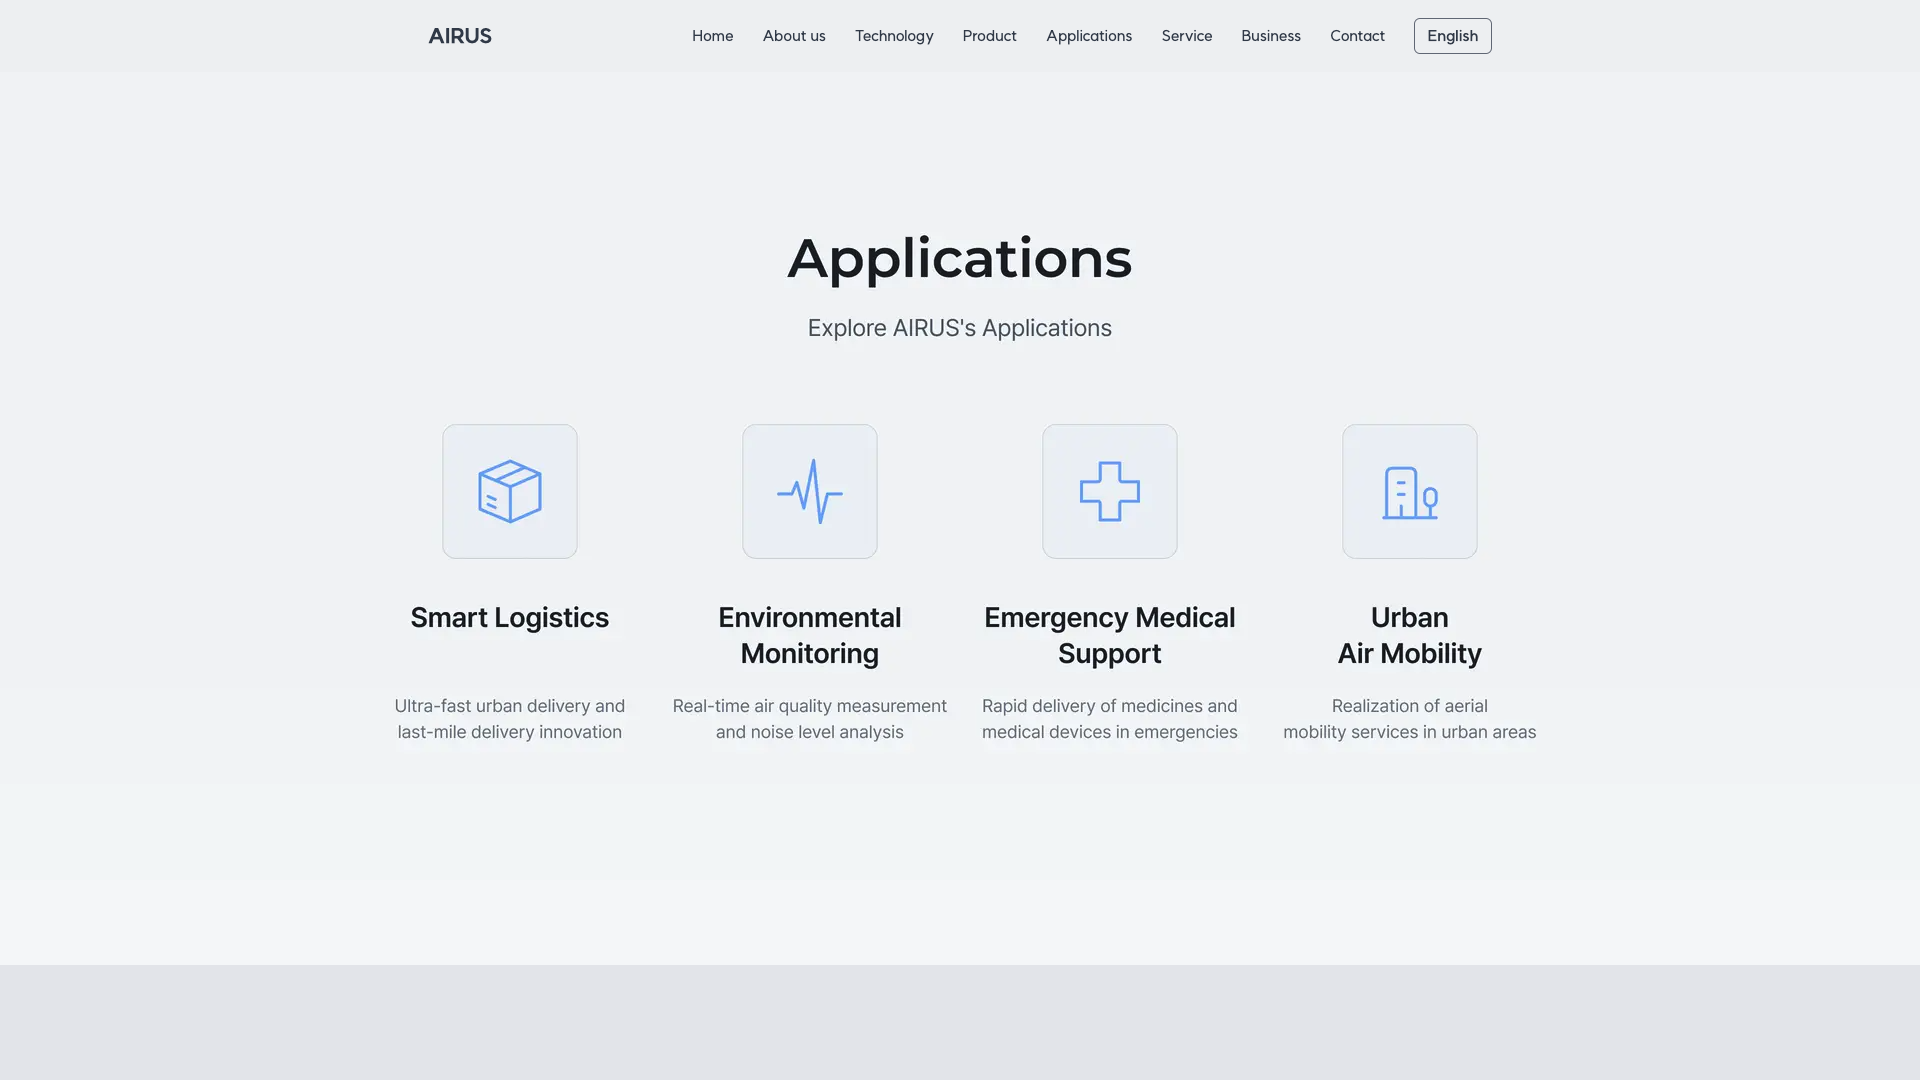 AIRUS
Home
About us
Technology
Product
Applications
Service
Business
Contact
English
Applications
Explore AIRUS's Applications
Smart Logistics
Ultra-fast urban delivery and
last-mile delivery innovation
Environmental
Monitoring
Real-time air quality measurement
and noise level analysis
Emergency Medical
Support
Rapid delivery of medicines and
medical devices in emergencies
Urban
Air Mobility
Realization of aerial
mobility services in urban areas